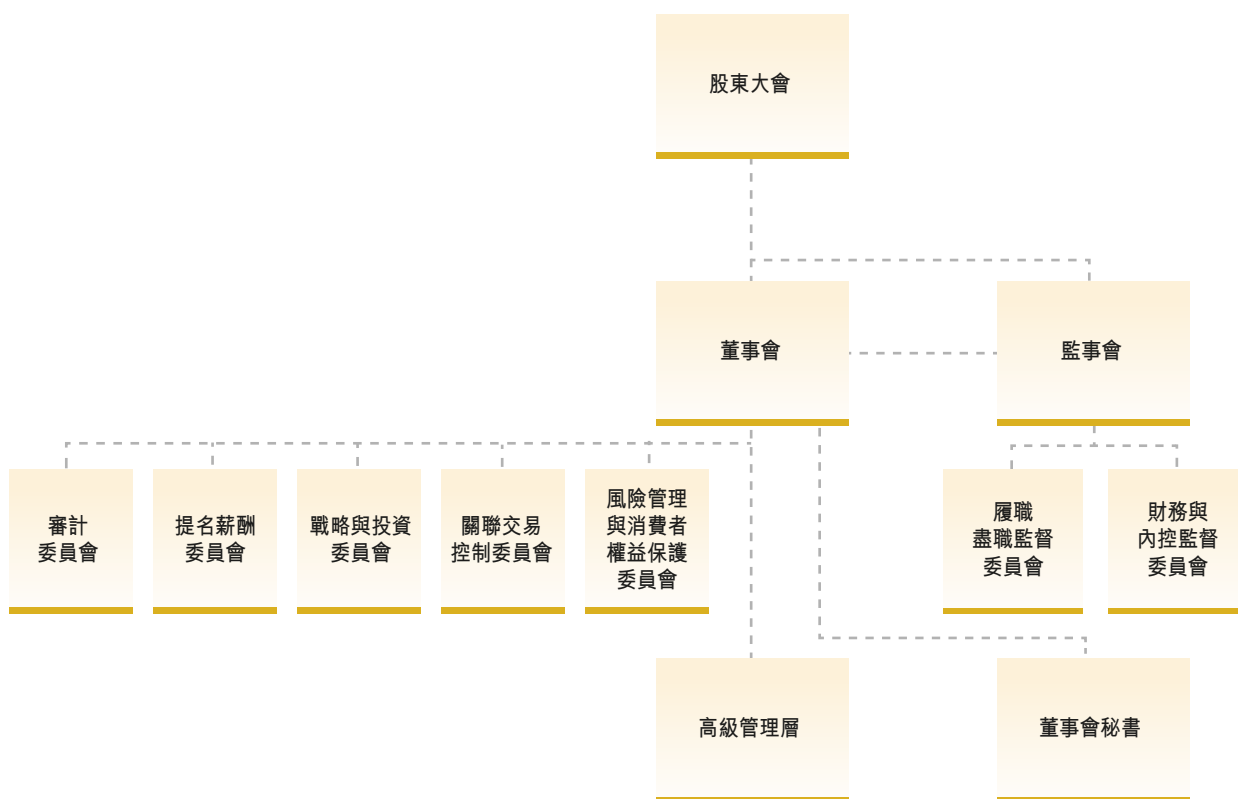 股東大會
董事會
監事會
審計
委員會
提名薪酬
委員會
戰略與投資
委員會
關聯交易
控制委員會
風險管理
與消費者
權益保護
委員會
履職
盡職監督
委員會
財務與
內控監督
委員會
高級管理層
董事會秘書